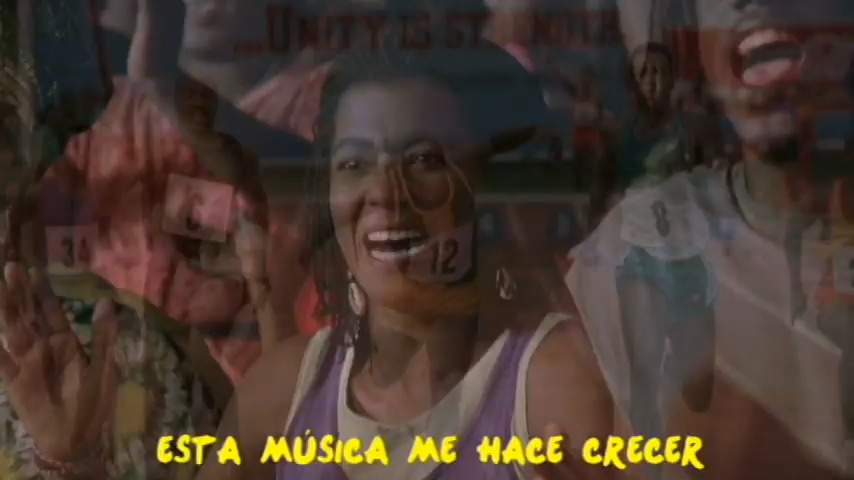 ...UNITY IS STRENGTH
34
12
8
ESTA MÚSICA ME HACE CRECER